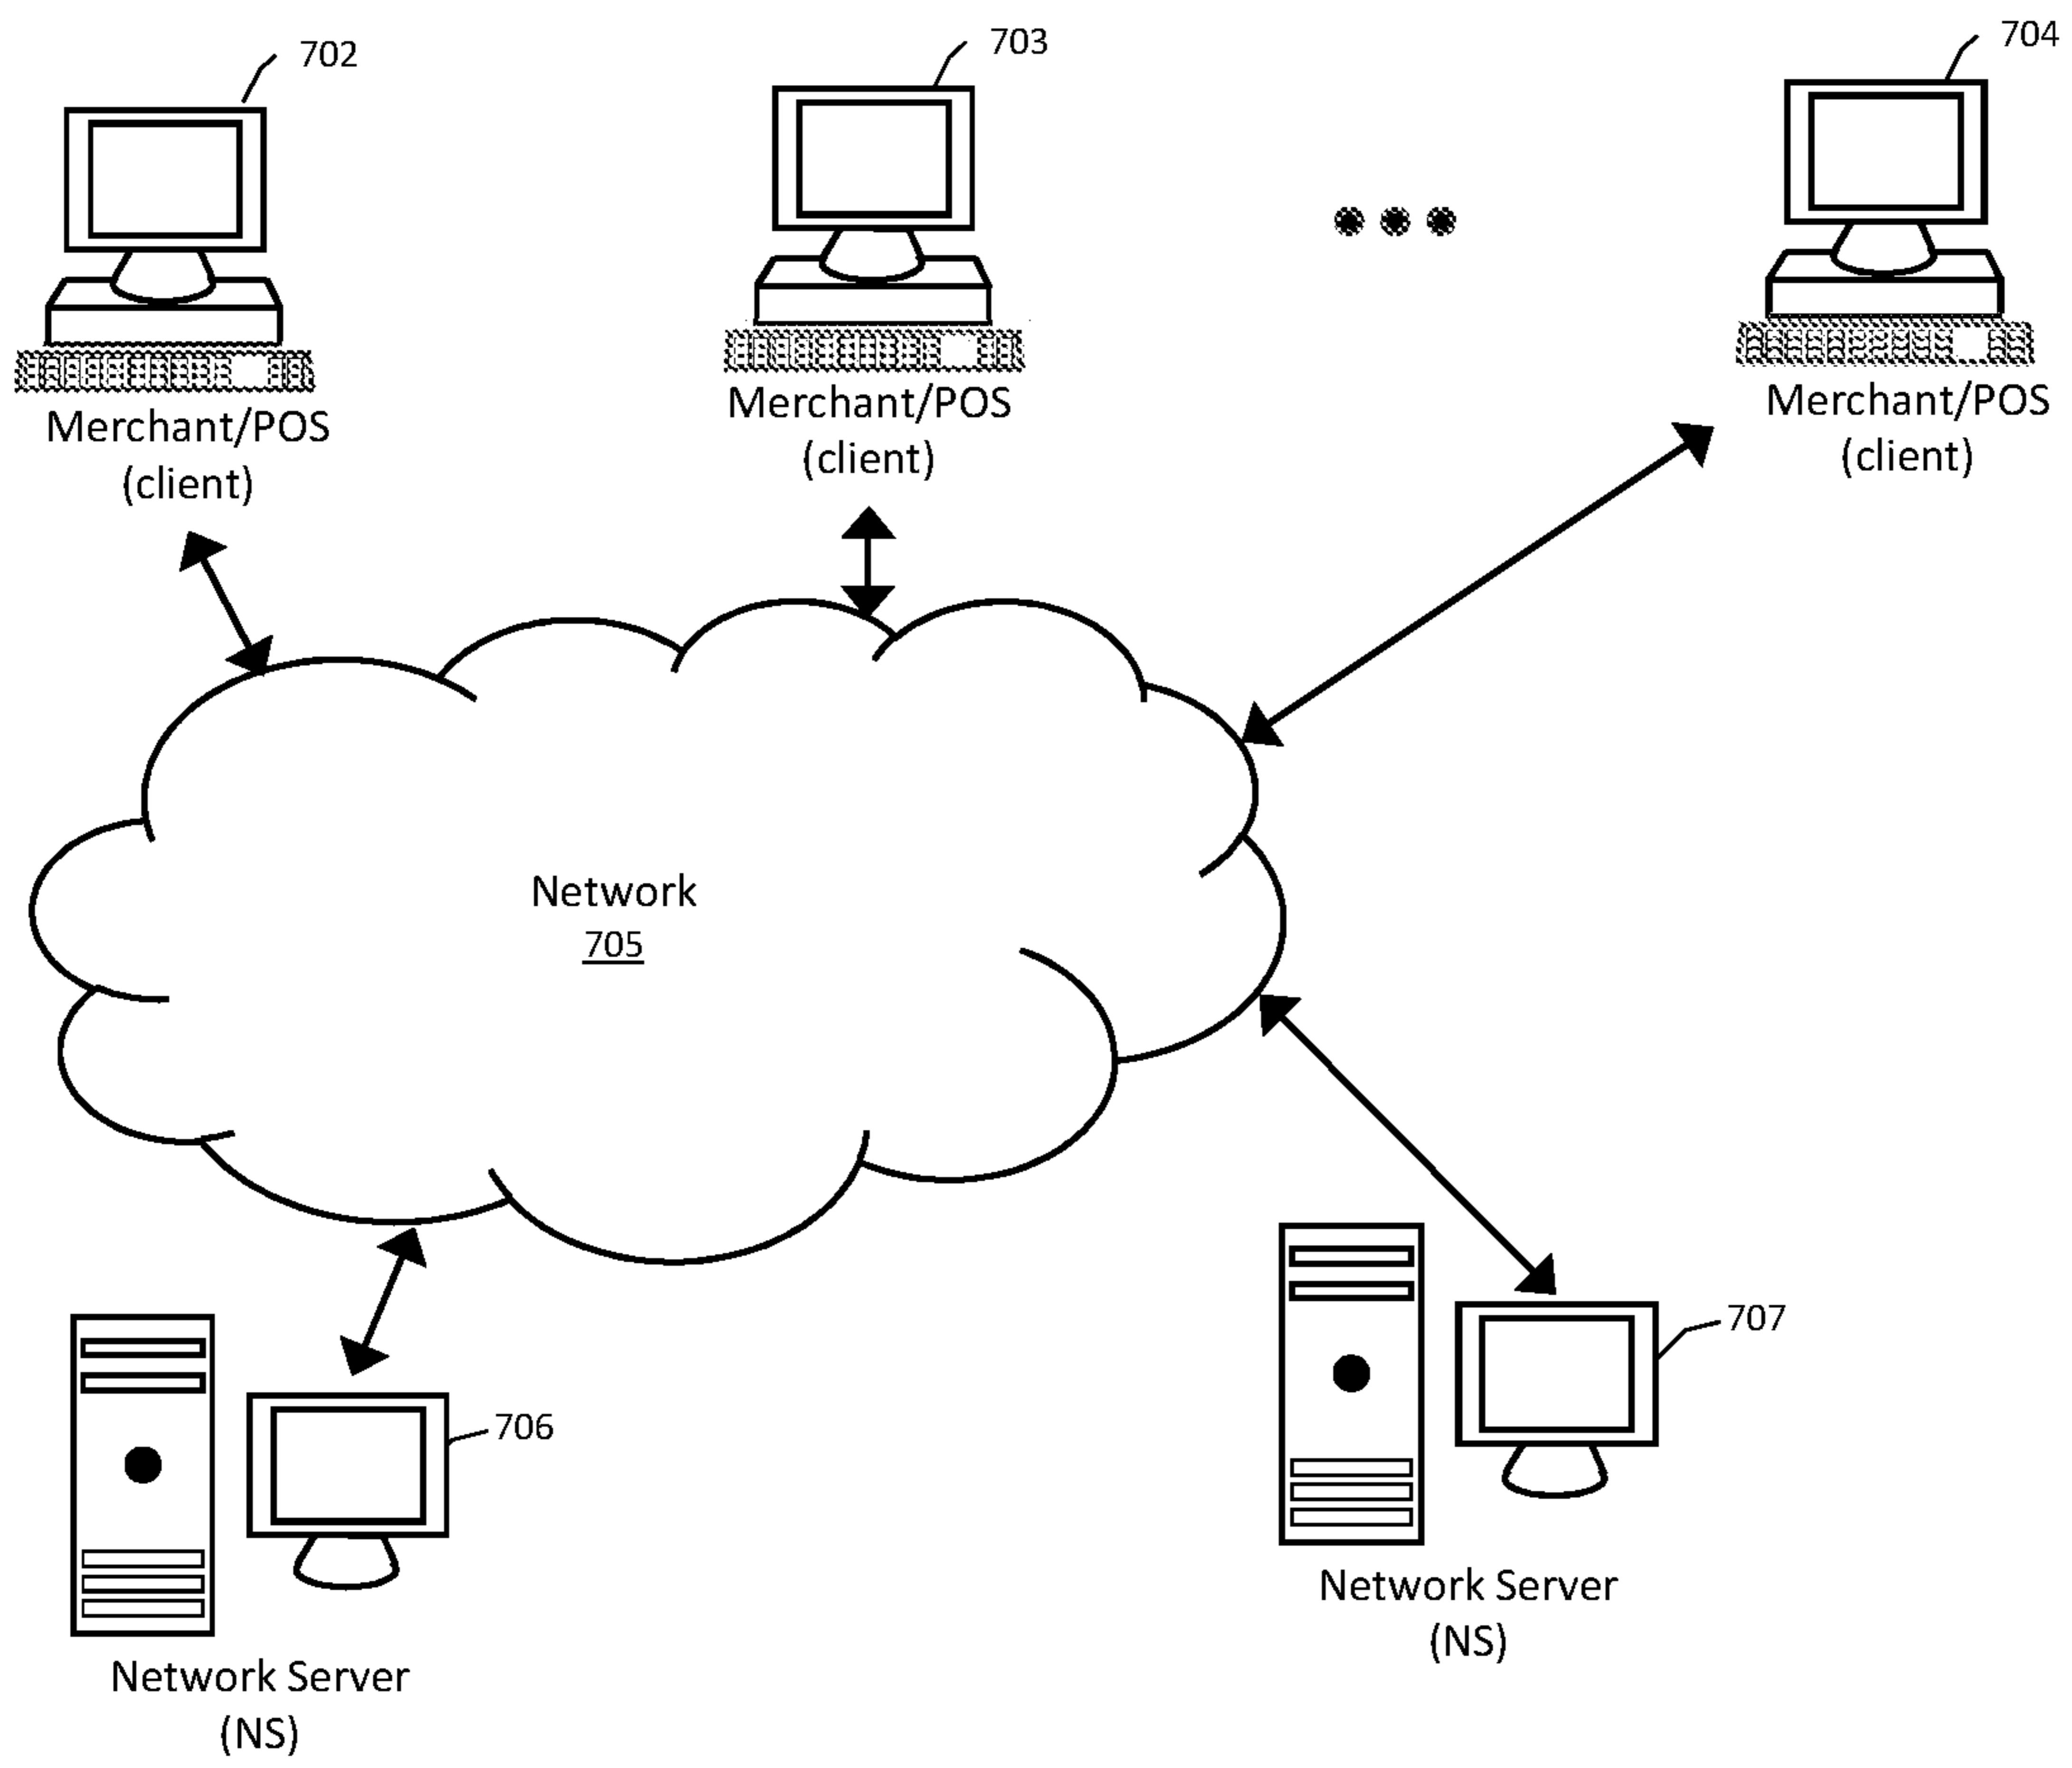 702
703
704
Merchant/POS
(client)
Merchant/POS
(client)
Merchant/POS
(client)
Network
705
706
707
Network Server
(NS)
Network Server
(NS)